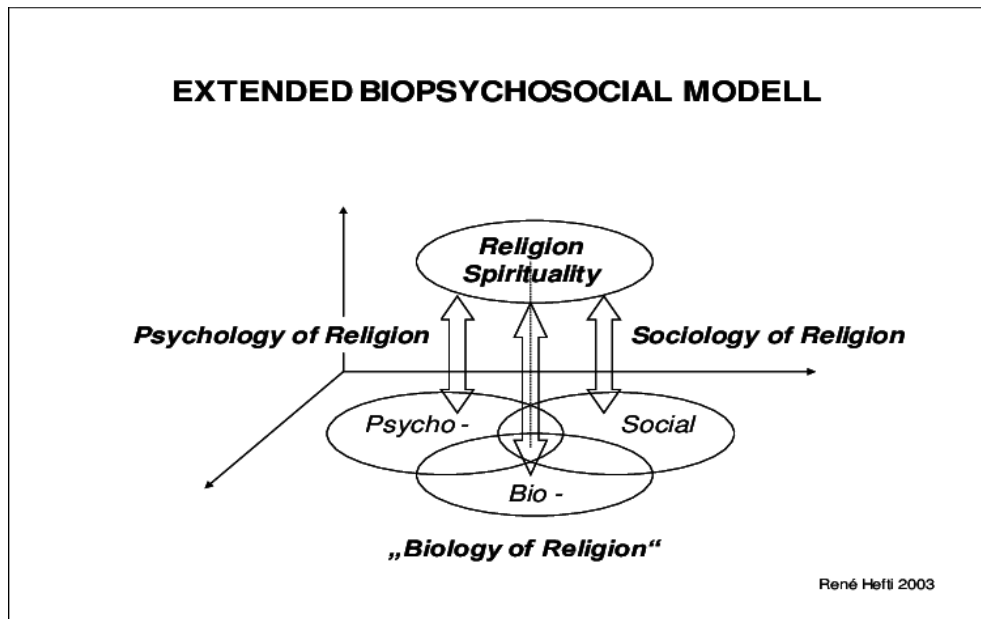 EXTENDED BIOPSYCHOSOCIAL MODELL
Religion
Spirituality
Psychology of Religion
Sociology of Religion
Psycho -
Social
Bio -
„Biology of Religion“
René Hefti 2003